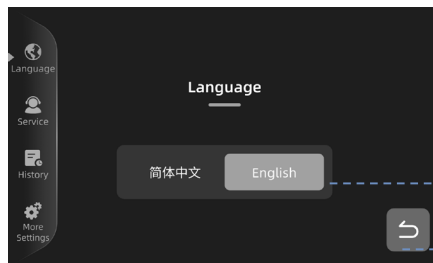 Language
Service
History
More
Settings
Language
简体中文 English